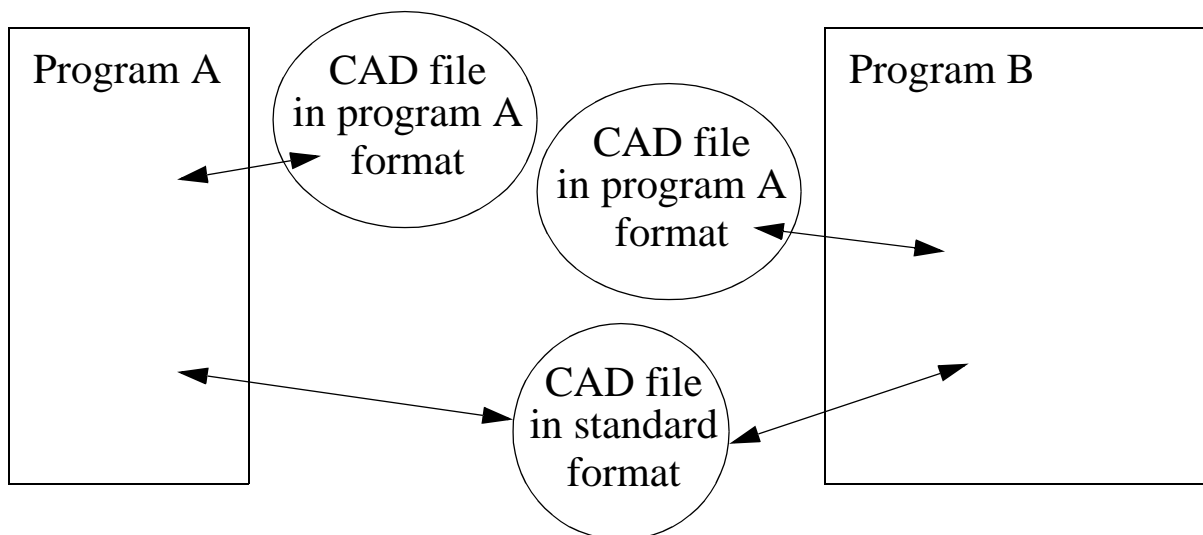 Program A
CAD file
in program A
format
CAD file
in program A
format
Program B
CAD file
in standard
format